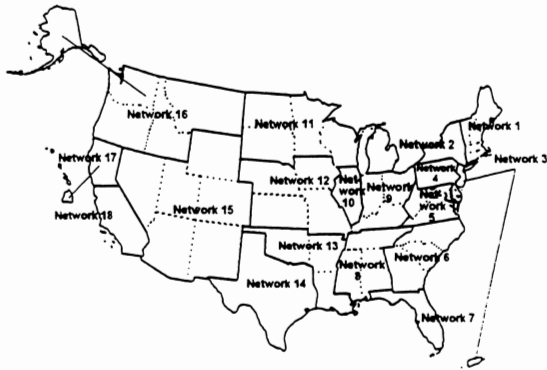 Network 16
Network 11
Network 1
Network 2
Network 3
Network 17
Network
4
Network 12
Net-
work
10
Network
9
Net-
work
5
Network 18
Network 15
Network 13
Network
8
Network 6
Network 14
Network 7